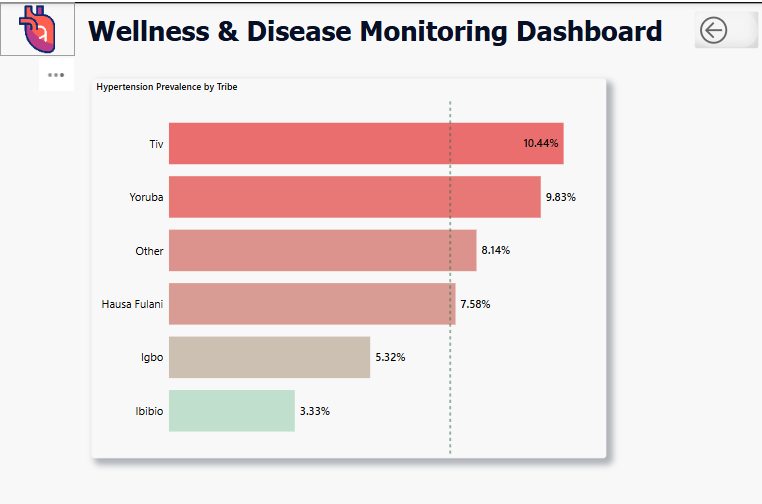 Wellness & Disease Monitoring Dashboard
Hypertension Prevalence by Tribe
Tiv 10.44%
Yoruba 9.83%
Other 8.14%
Hausa Fulani 7.58%
Igbo 5.32%
Ibibio 3.33%